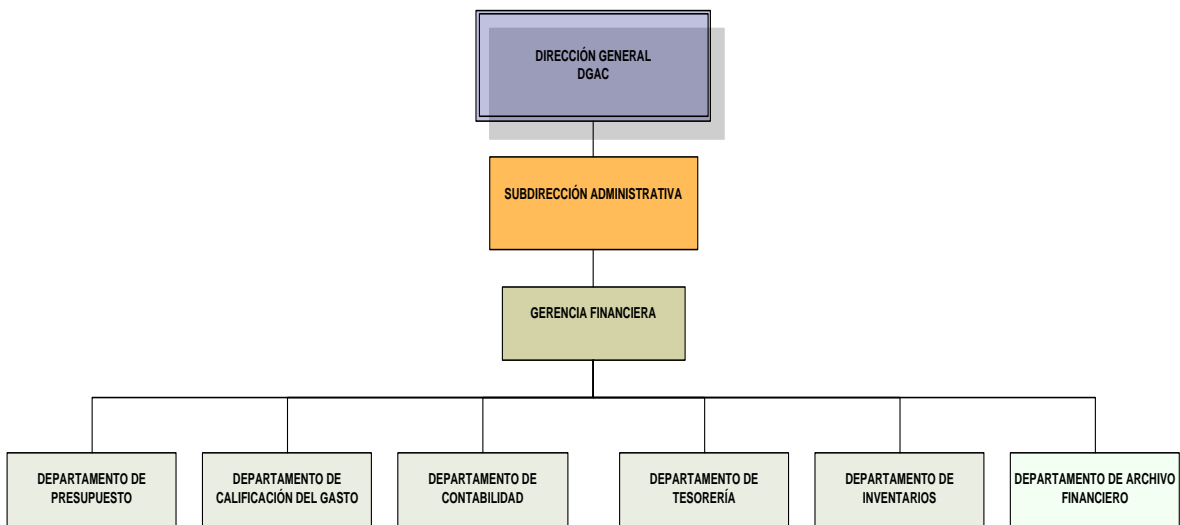 DIRECCIÓN GENERAL
DGAC
SUBDIRECCIÓN ADMINISTRATIVA
GERENCIA FINANCIERA
DEPARTAMENTO DE
PRESUPUESTO
DEPARTAMENTO DE
CALIFICACIÓN DEL GASTO
DEPARTAMENTO DE
CONTABILIDAD
DEPARTAMENTO DE
TESORERÍA
DEPARTAMENTO DE
INVENTARIOS
DEPARTAMENTO DE ARCHIVO
FINANCIERO